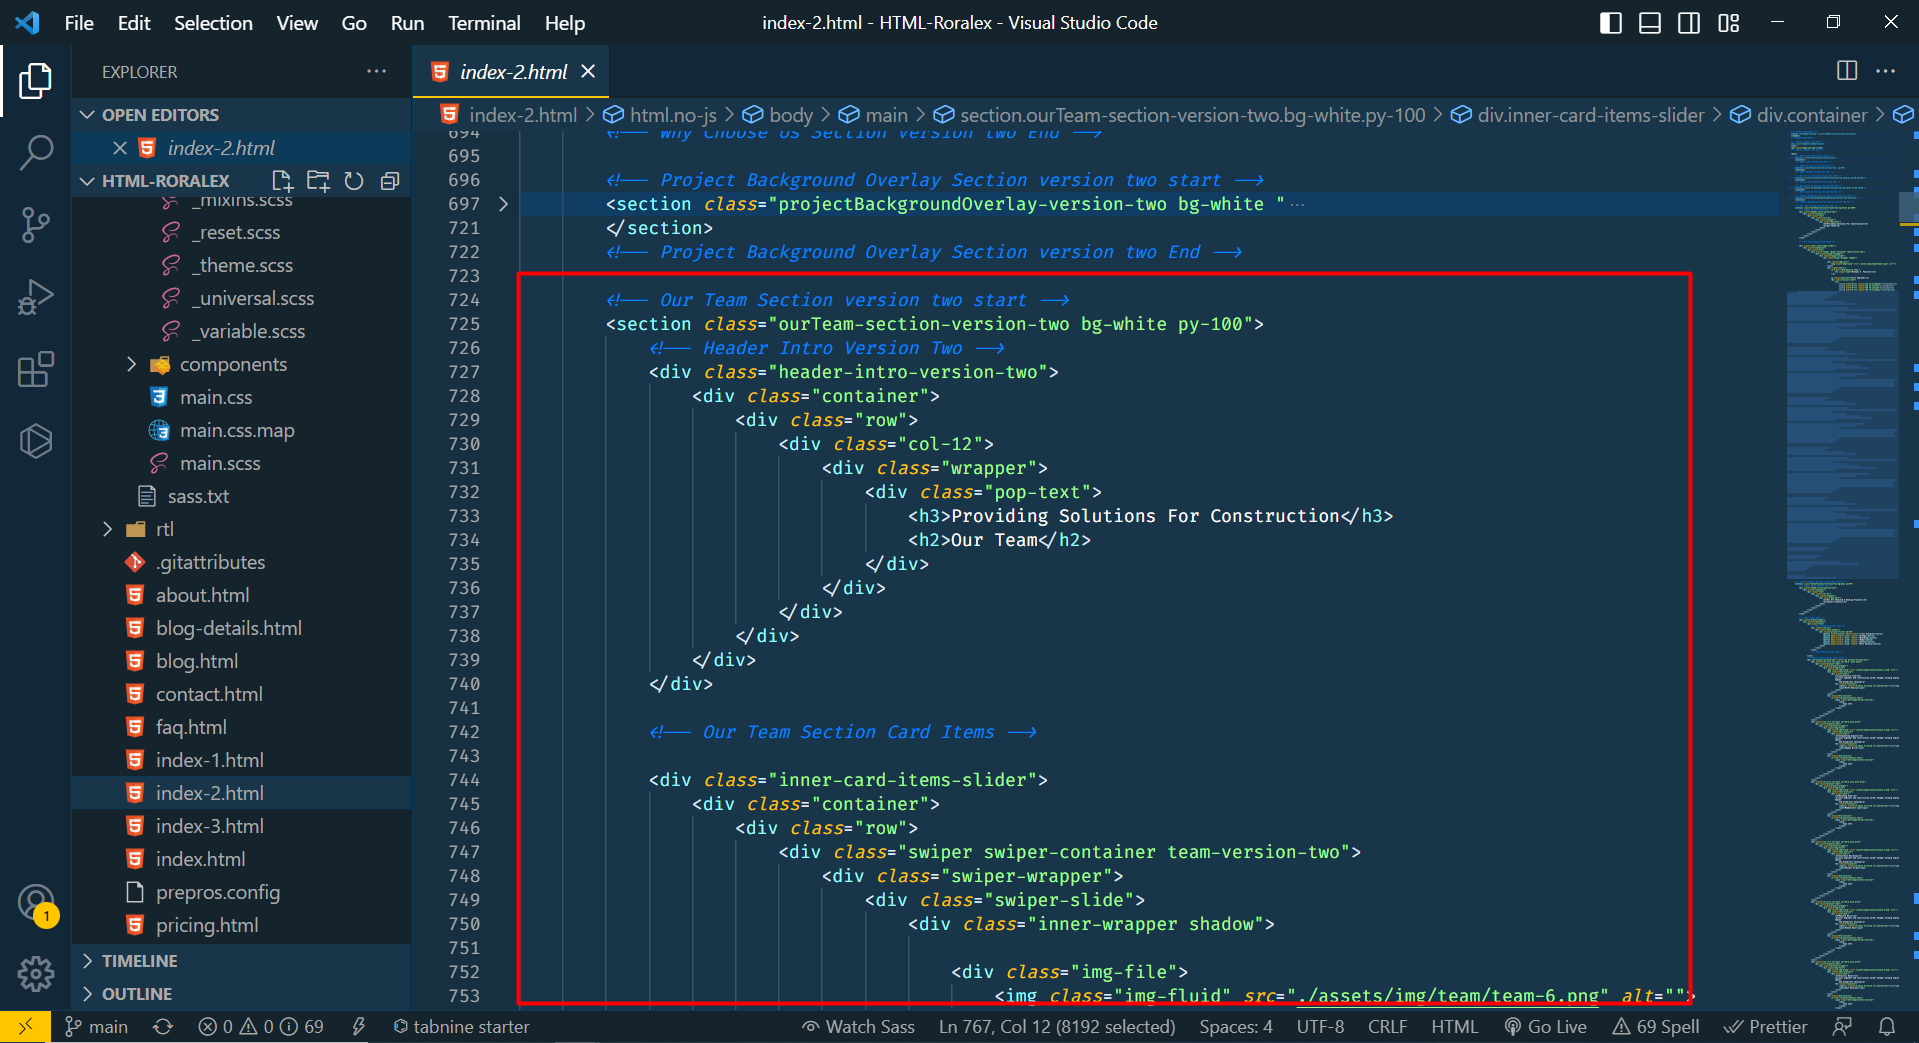 File Edit Selection View Go Run Terminal Help
index-2.html - HTML-Roralex - Visual Studio Code
EXPLORER
OPEN EDITORS
index-2.html
HTML-RORALEX
_mixins.scss
_reset.scss
_theme.scss
_universal.scss
_variable.scss
components
main.css
main.css.map
main.scss
sass.txt
rtl
.gitattributes
about.html
blog-details.html
blog.html
contact.html
faq.html
index-1.html
index-2.html
index-3.html
index.html
prepros.config
pricing.html
TIMELINE
OUTLINE
1
index-2.html
index-2.html > html.no-js > body > main > section.ourTeam-section-version-two.bg-white.py-100 > div.inner-card-items-slider > div.container >
694 <!-- Why Choose Us Section version two End -->
695
696 <!-- Project Background Overlay Section version two start -->
697 <section class="projectBackgroundOverlay-version-two bg-white " ...
721 </section>
722 <!-- Project Background Overlay Section version two End -->
723
724 <!-- Our Team Section version two start -->
725 <section class="ourTeam-section-version-two bg-white py-100">
726 <!-- Header Intro Version Two -->
727 <div class="header-intro-version-two">
728 <div class="container">
729 <div class="row">
730 <div class="col-12">
731 <div class="wrapper">
732 <div class="pop-text">
733 <h3>Providing Solutions For Construction</h3>
734 <h2>Our Team</h2>
735 </div>
736 </div>
737 </div>
738 </div>
739 </div>
740 </div>
741
742 <!-- Our Team Section Card Items -->
743
744 <div class="inner-card-items-slider">
745 <div class="container">
746 <div class="row">
747 <div class="swiper swiper-container team-version-two">
748 <div class="swiper-wrapper">
749 <div class="swiper-slide">
750 <div class="inner-wrapper shadow">
751
752 <div class="img-file">
753 <img class="img-fluid" src="./assets/img/team/team-6.png" alt="">
main 0 0 69 tabnine starter Watch Sass Ln 767, Col 12 (8192 selected) Spaces: 4 UTF-8 CRLF HTML Go Live 69 Spell Prettier